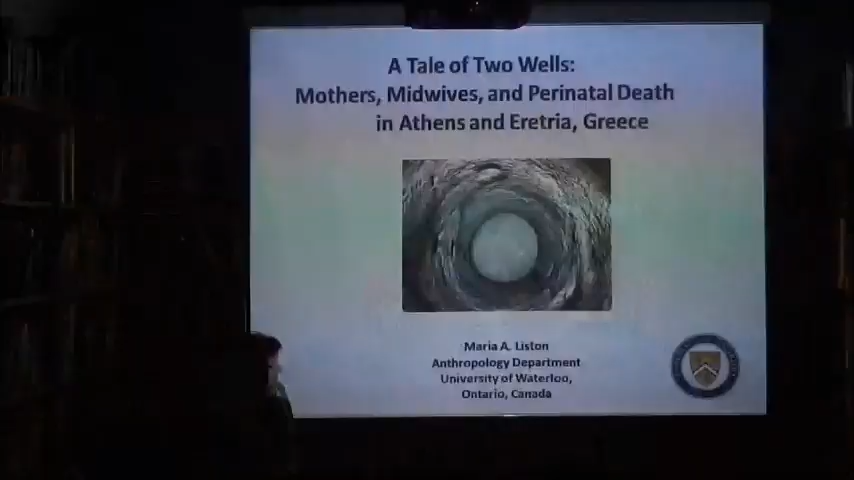 A Tale of Two Wells:
Mothers, Midwives, and Perinatal Death
in Athens and Eretria, Greece
Maria A. Liston
Anthropology Department
University of Waterloo,
Ontario, Canada